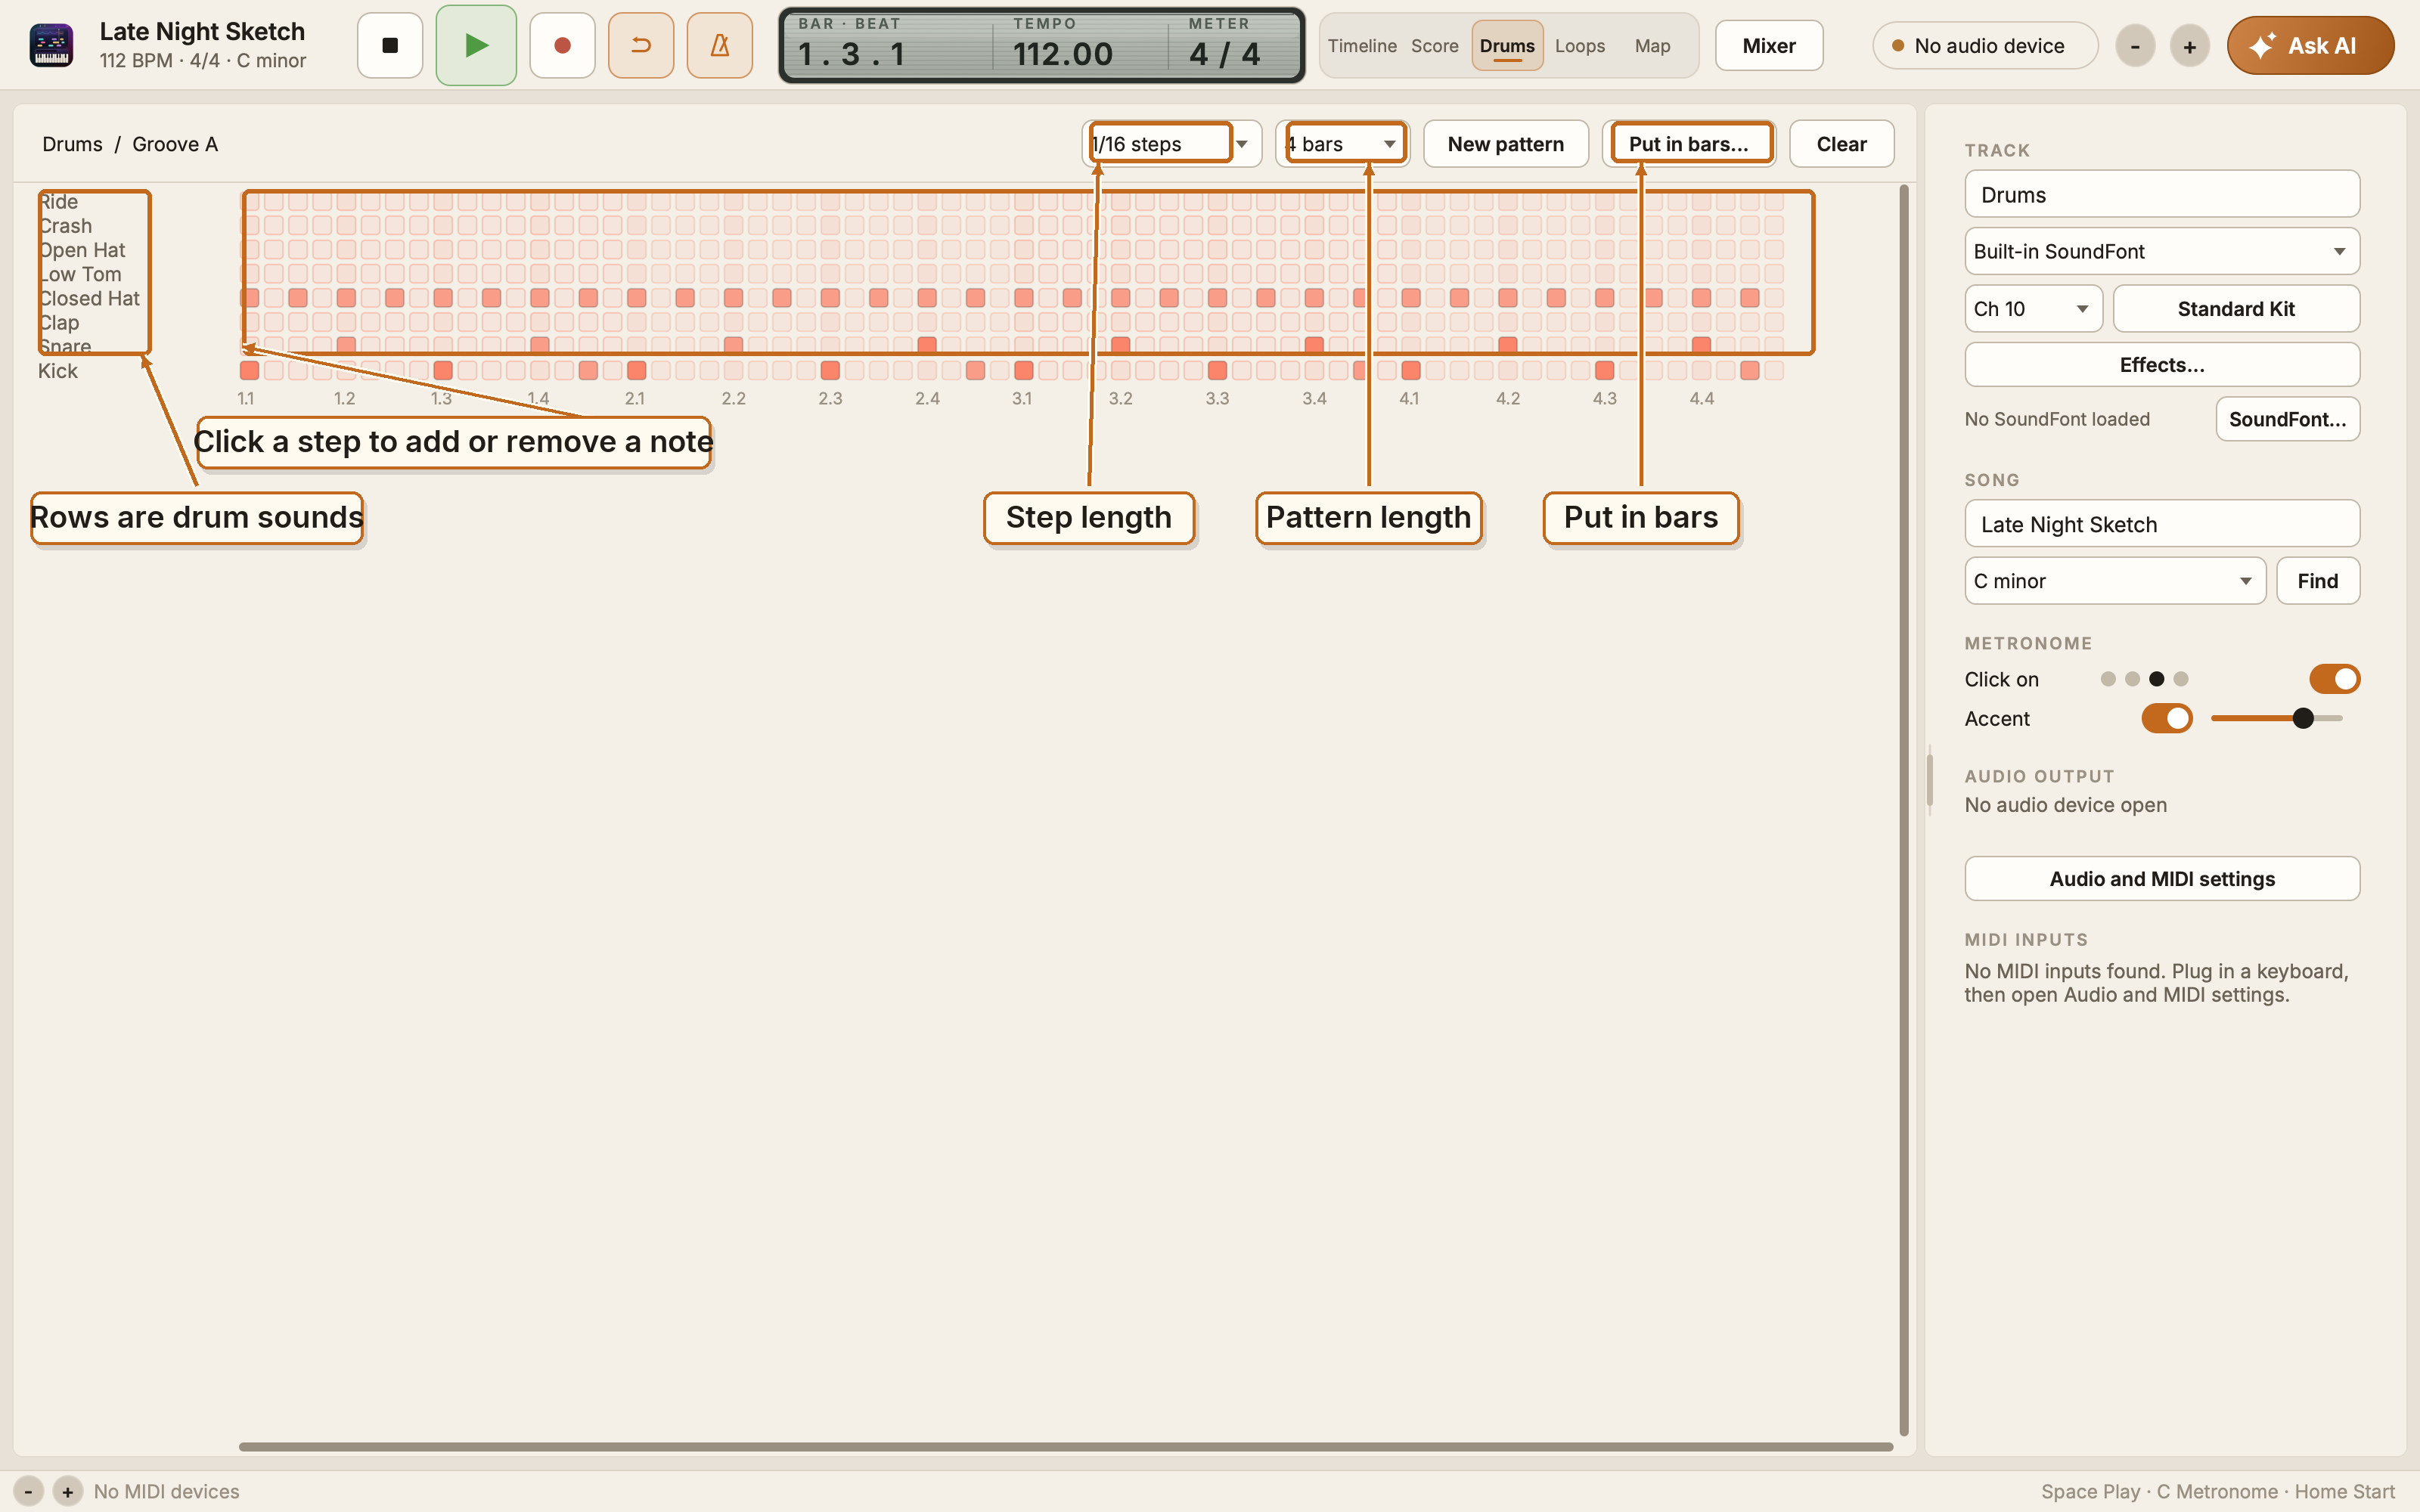 Late Night Sketch
112 BPM · 4/4 · C minor
BAR · BEAT
1 . 3 . 1
TEMPO
112.00
METER
4 / 4
Timeline
Score
Drums
Loops
Map
Mixer
No audio device
-
+
Ask AI
Drums / Groove A
1/16 steps
4 bars
New pattern
Put in bars...
Clear
Ride
Crash
Open Hat
Low Tom
Closed Hat
Clap
Snare
Kick
1.1 1.2 1.3 1.4 2.1 2.2 2.3 2.4 3.1 3.2 3.3 3.4 4.1 4.2 4.3 4.4
Click a step to add or remove a note
Rows are drum sounds
Step length
Pattern length
Put in bars
TRACK
Drums
Built-in SoundFont
Ch 10
Standard Kit
Effects...
No SoundFont loaded
SoundFont...
SONG
Late Night Sketch
C minor
Find
METRONOME
Click on
Accent
AUDIO OUTPUT
No audio device open
Audio and MIDI settings
MIDI INPUTS
No MIDI inputs found. Plug in a keyboard,
then open Audio and MIDI settings.
-
+
No MIDI devices
Space Play · C Metronome · Home Start